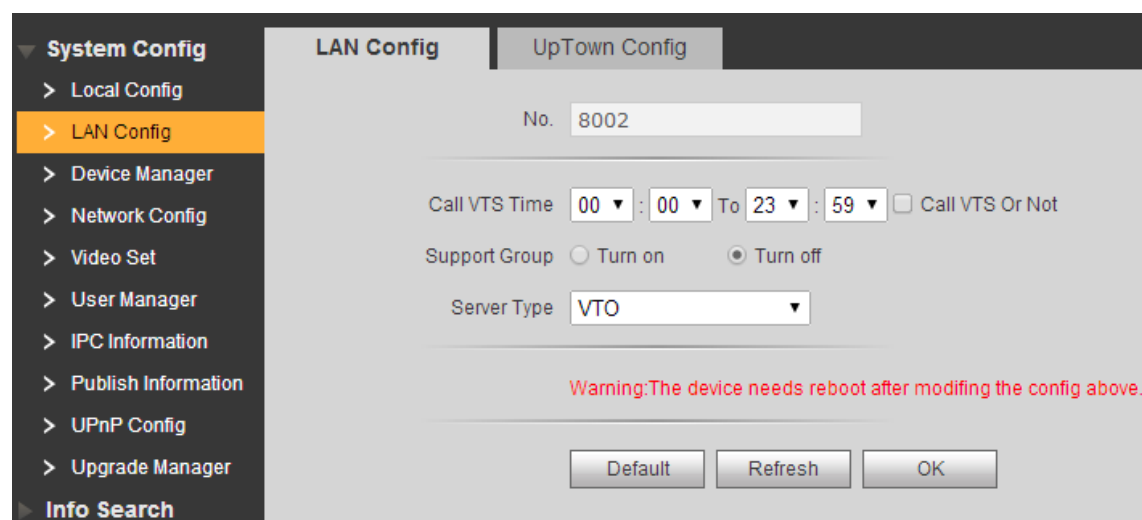 System Config
> Local Config
> LAN Config
> Device Manager
> Network Config
> Video Set
> User Manager
> IPC Information
> Publish Information
> UPnP Config
> Upgrade Manager
Info Search
LAN Config UpTown Config
No. 8002
Call VTS Time 00 : 00 To 23 : 59 Call VTS Or Not
Support Group Turn on Turn off
Server Type VTO
Warning:The device needs reboot after modifing the config above.
Default Refresh OK